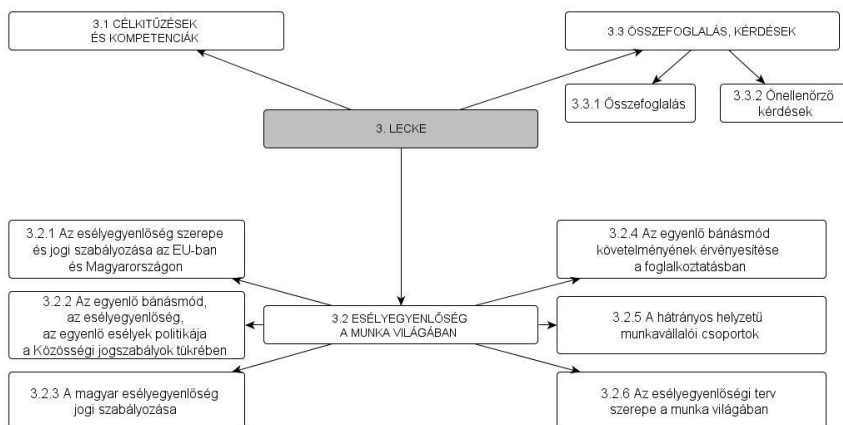 3.1 CÉLKITŰZÉSEK
ÉS KOMPETENCIÁK
3.3 ÖSSZEFOGLALÁS, KÉRDÉSEK
3.3.1 Összefoglalás
3.3.2 Önellenőrző
kérdések
3. LECKE
3.2.1 Az esélyegyenlőség szerepe
és jogi szabályozása az EU-ban
és Magyarországon
3.2.4 Az egyenlő bánásmód
követelményének érvényesítése
a foglalkoztatásban
3.2.2 Az egyenlő bánásmód,
az esélyegyenlőség,
az egyenlő esélyek politikája
a Közösségi jogszabályok tükrében
3.2 ESÉLYEGYENLŐSÉG
A MUNKA VILÁGÁBAN
3.2.5 A hátrányos helyzetű
munkavállalói csoportok
3.2.3 A magyar esélyegyenlőség
jogi szabályozása
3.2.6 Az esélyegyenlőségi terv
szerepe a munka világában